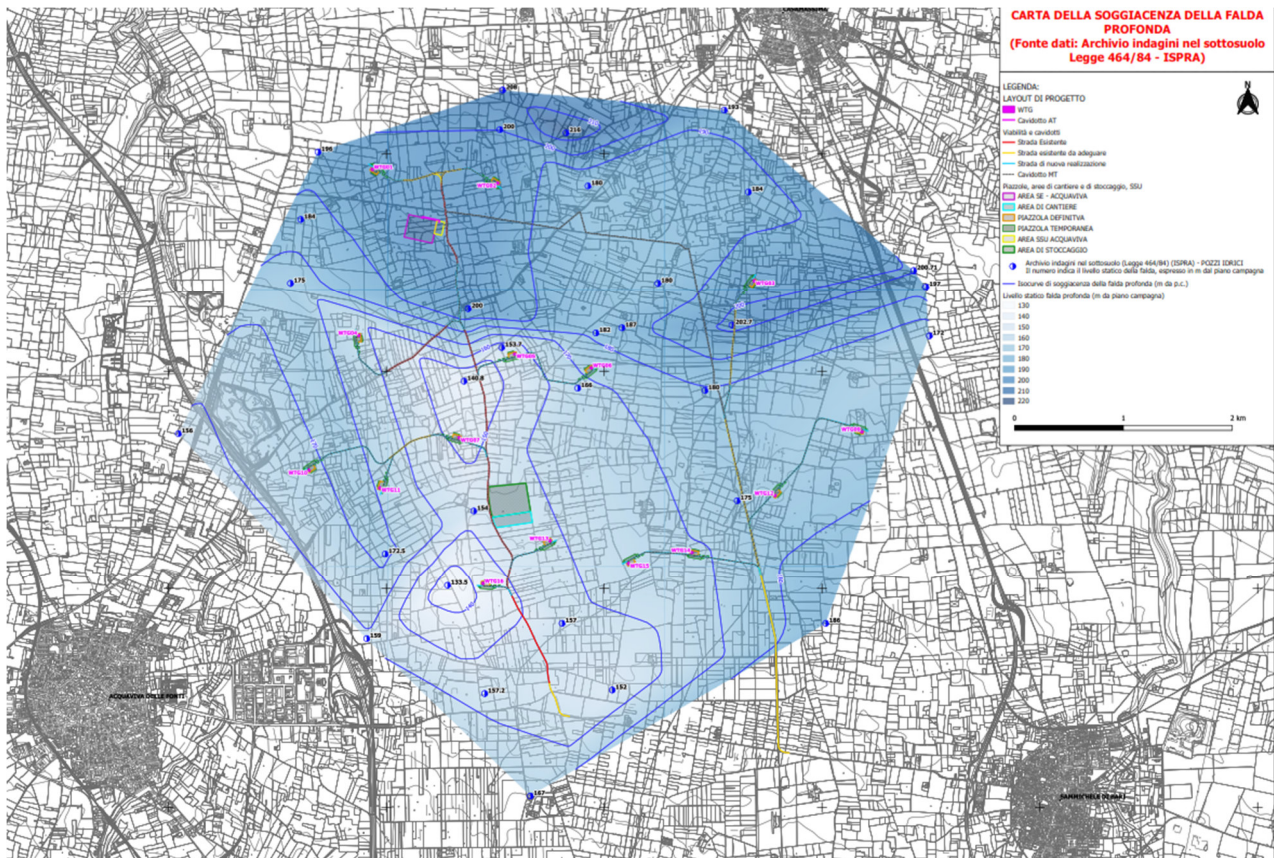 CARTA DELLA SOGGIACENZA DELLA FALDA
PROFONDA
(Fonte dati: Archivio indagini nel sottosuolo
Legge 464/84 - ISPRA)
LEGENDA:
LAYOUT DI PROGETTO
WTG
Cavidotto AT
Viabilità e cavidotti
Strada Esistente
Strada esistente da adeguare
Strada di nuova realizzazione
Cavidotto MT
Piazzole, aree di cantiere e di stoccaggio, SSU
AREA SE - ACQUAVIVA
AREA DI CANTIERE
PIAZZOLA DEFINITVA
PIAZZOLA TEMPORANEA
AREA SSU ACQUAVIVA
AREA DI STOCCAGGIO
Archivio indagini nel sottosuolo (Legge 464/84) (ISPRA) - POZZI IDRICI
Il numero indica il livello statico della falda, espresso in m dal piano campagna
Isocurve di soggiacenza della falda profonda (m da p.c.)
Livello statico falda profonda (m da piano campagna)
130
140
150
160
170
180
190
200
210
220
N
0 1 2 km
193
200
216
196
180
184
184
200.71
175
180
197
200
182
187
202.7
172
153.7
140.8
186
180
156
175
154
172.5
133.5
157
186
159
157.2
152
167
WTG10
WTG11
WTG14
WTG15
WTG16
ACQUAVIVA DELLE FONTI
SAMMICHELE DI BARI